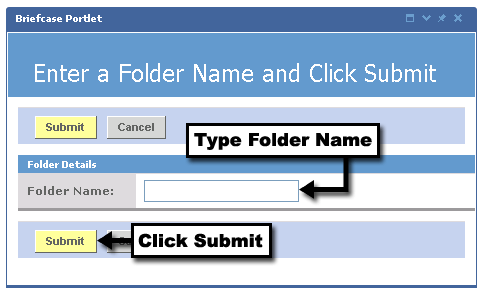 Briefcase Portlet
Enter a Folder Name and Click Submit
Submit Cancel
Type Folder Name
Folder Details
Folder Name:
Submit
Click Submit